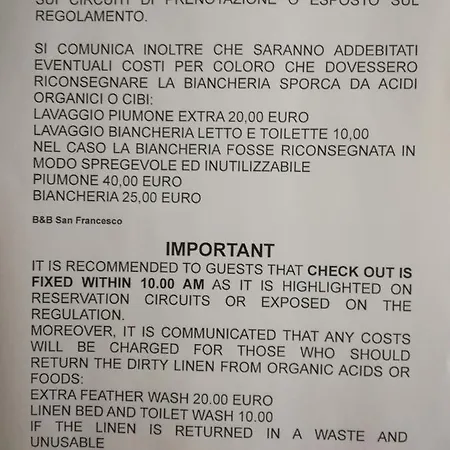 SUI CIRCUITI DI PRENOTAZIONE O ESPOSTO SUL
REGOLAMENTO.
SI COMUNICA INOLTRE CHE SARANNO ADDEBITATI
EVENTUALI COSTI PER COLORO CHE DOVESSERO
RICONSEGNARE LA BIANCHERIA SPORCA DA ACIDI
ORGANICI O CIBI:
LAVAGGIO PIUMONE EXTRA 20,00 EURO
LAVAGGIO BIANCHERIA LETTO E TOILETTE 10,00
NEL CASO LA BIANCHERIA FOSSE RICONSEGNATA IN
MODO SPREGEVOLE ED INUTILIZZABILE
PIUMONE 40,00 EURO
BIANCHERIA 25,00 EURO
B&B San Francesco
IMPORTANT
IT IS RECOMMENDED TO GUESTS THAT CHECK OUT IS
FIXED WITHIN 10.00 AM AS IT IS HIGHLIGHTED ON
RESERVATION CIRCUITS OR EXPOSED ON THE
REGULATION.
MOREOVER, IT IS COMMUNICATED THAT ANY COSTS
WILL BE CHARGED FOR THOSE WHO SHOULD
RETURN THE DIRTY LINEN FROM ORGANIC ACIDS OR
FOODS:
EXTRA FEATHER WASH 20.00 EURO
LINEN BED AND TOILET WASH 10.00
IF THE LINEN IS RETURNED IN A WASTE AND
UNUSABLE